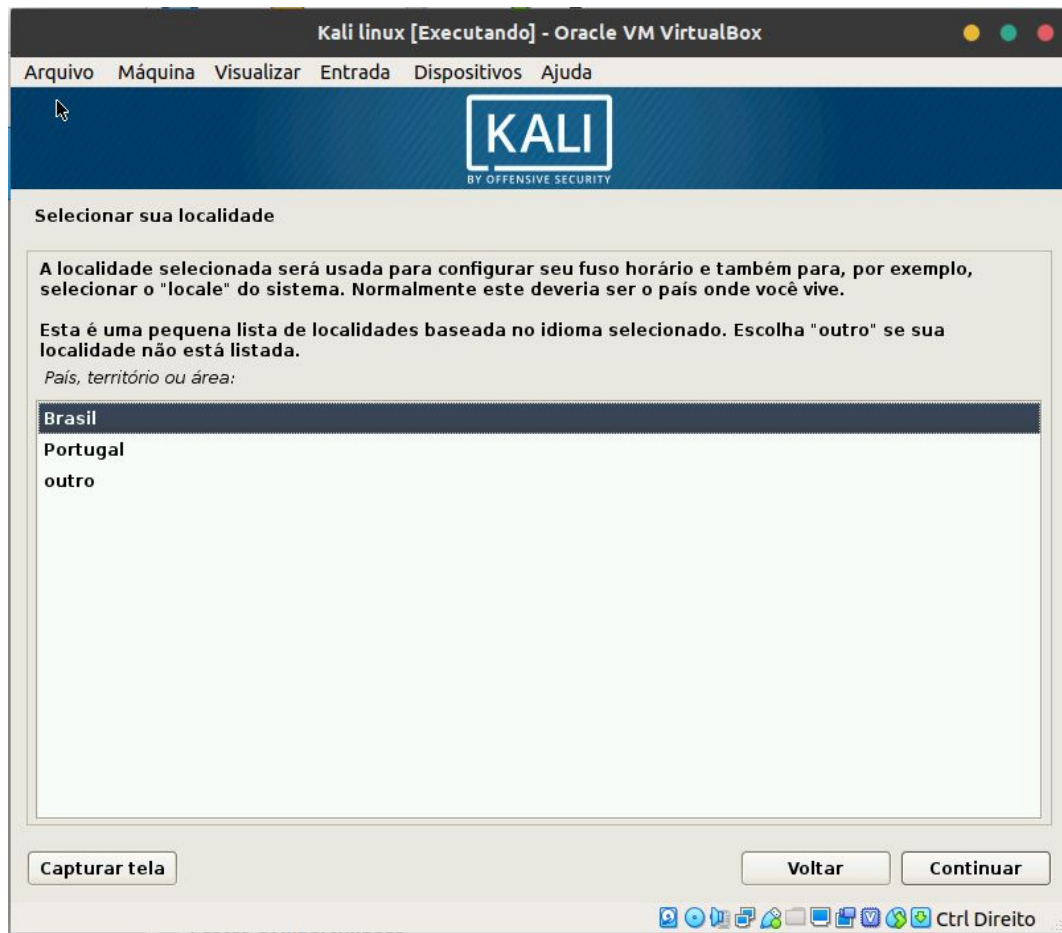 Kali linux [Executando] - Oracle VM VirtualBox
Arquivo Máquina Visualizar Entrada Dispositivos Ajuda
KALI
BY OFFENSIVE SECURITY
Selecionar sua localidade
A localidade selecionada será usada para configurar seu fuso horário e também para, por exemplo,
selecionar o "locale" do sistema. Normalmente este deveria ser o país onde você vive.
Esta é uma pequena lista de localidades baseada no idioma selecionado. Escolha "outro" se sua
localidade não está listada.
País, território ou área:
Brasil
Portugal
outro
Capturar tela Voltar Continuar
Ctrl Direito